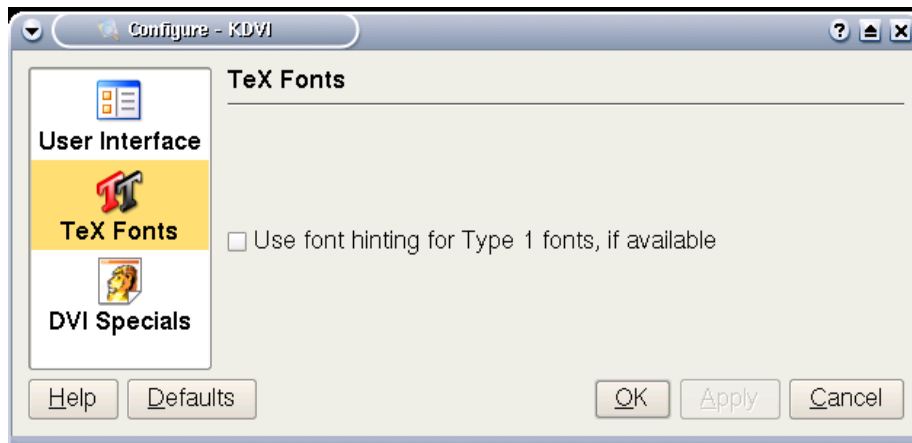 Configure - KDVI
User Interface
TeX Fonts
DVI Specials
TeX Fonts
Use font hinting for Type 1 fonts, if available
Help Defaults OK Apply Cancel